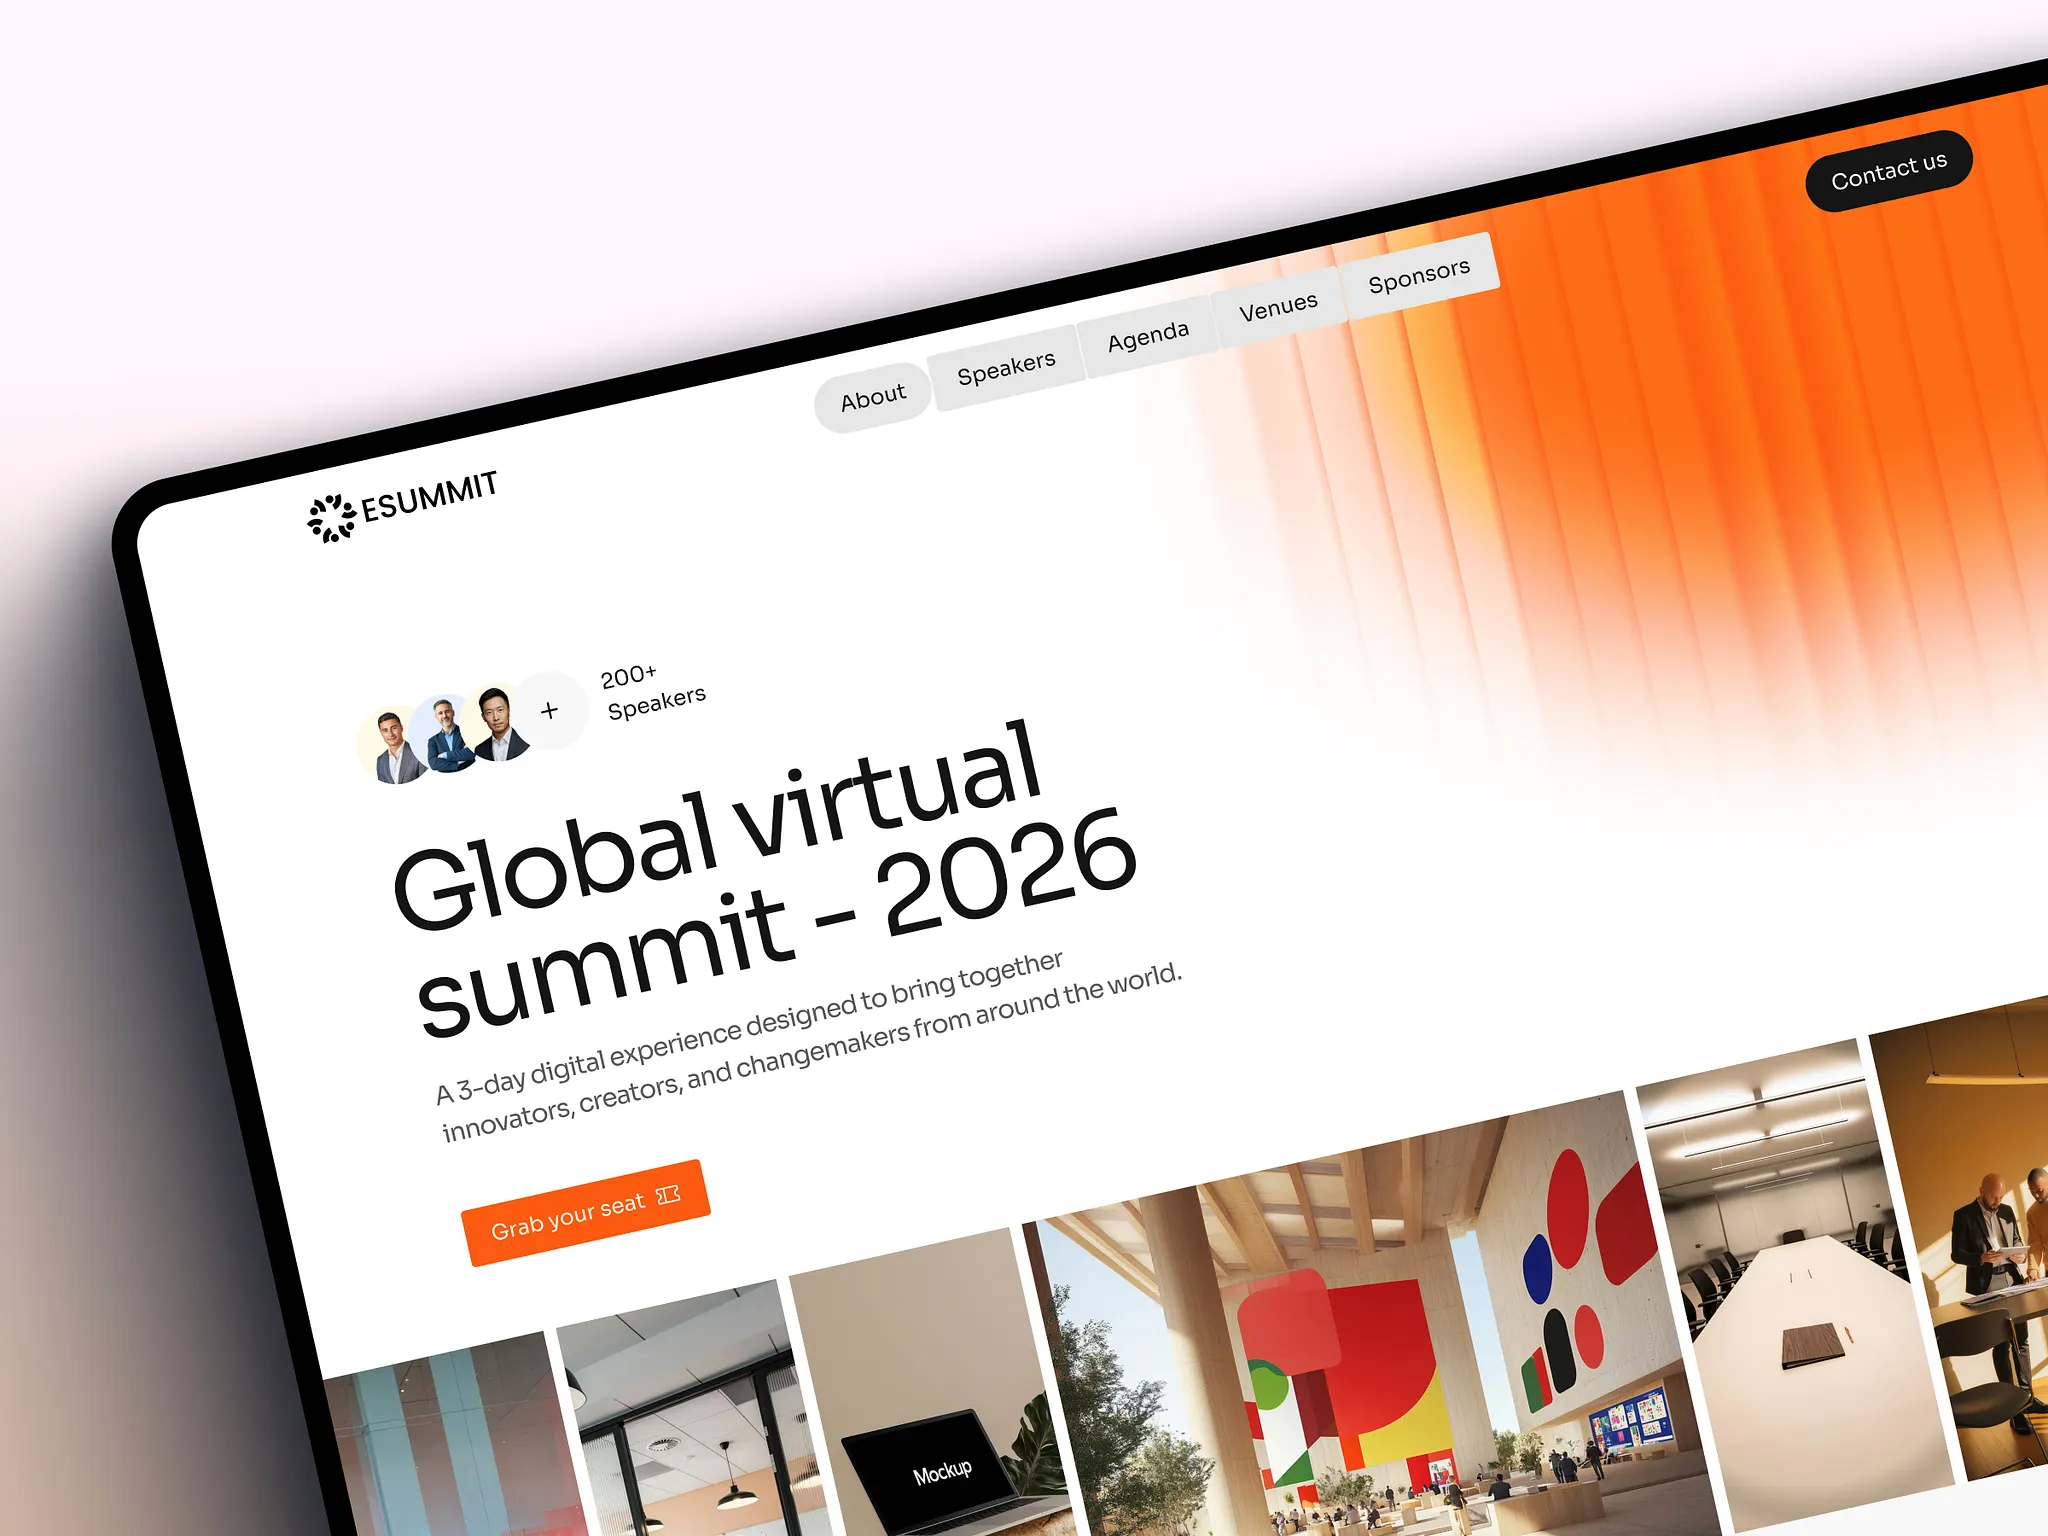 ESUMMIT
About
Speakers
Agenda
Venues
Sponsors
Contact us
200+
Speakers
Global virtual
summit - 2026
A 3-day digital experience designed to bring together
innovators, creators, and changemakers from around the world.
Grab your seat
Mockup